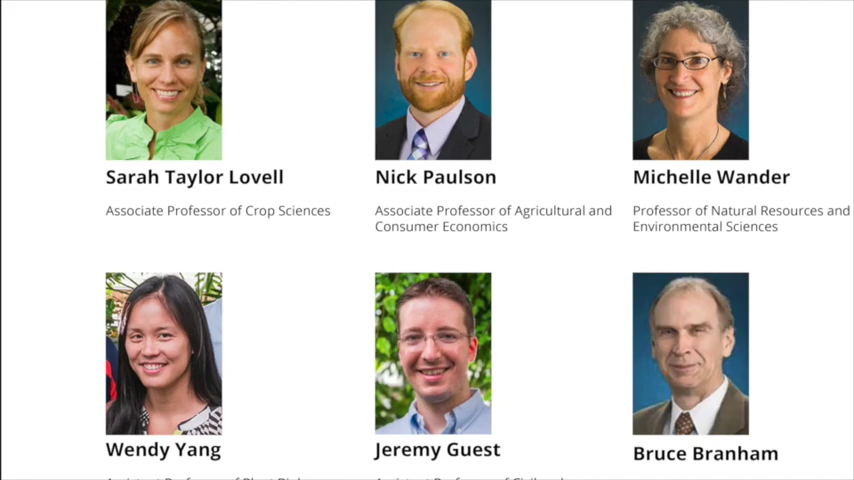 Sarah Taylor Lovell
Associate Professor of Crop Sciences
Nick Paulson
Associate Professor of Agricultural and
Consumer Economics
Michelle Wander
Professor of Natural Resources and
Environmental Sciences
Wendy Yang
Jeremy Guest
Bruce Branham